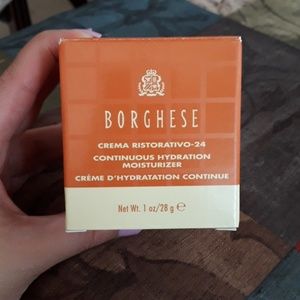 BORGHESE
CREMA RISTORATIVO-24
CONTINUOUS HYDRATION
MOISTURIZER
CRÈME D'HYDRATATION CONTINUE
Net Wt. 1 oz/28 g ℮